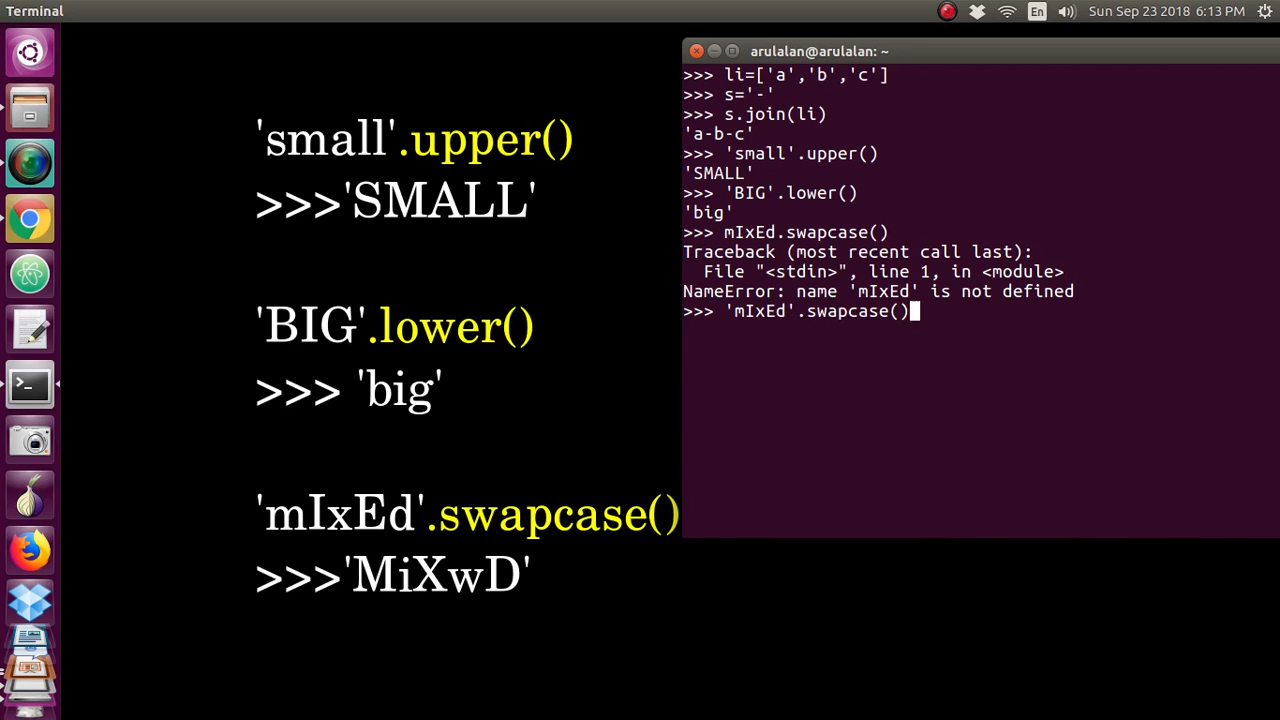 Terminal
En
Sun Sep 23 2018 6:13 PM
'small'.upper()
>>>'SMALL'
'BIG'.lower()
>>> 'big'
'mIxEd'.swapcase()
>>>'MiXwD'
arulalan@arulalan: ~
>>> li=['a','b','c']
>>> s='-'
>>> s.join(li)
'a-b-c'
>>> 'small'.upper()
'SMALL'
>>> 'BIG'.lower()
'big'
>>> mIxEd.swapcase()
Traceback (most recent call last):
  File "<stdin>", line 1, in <module>
NameError: name 'mIxEd' is not defined
>>> 'mIxEd'.swapcase()